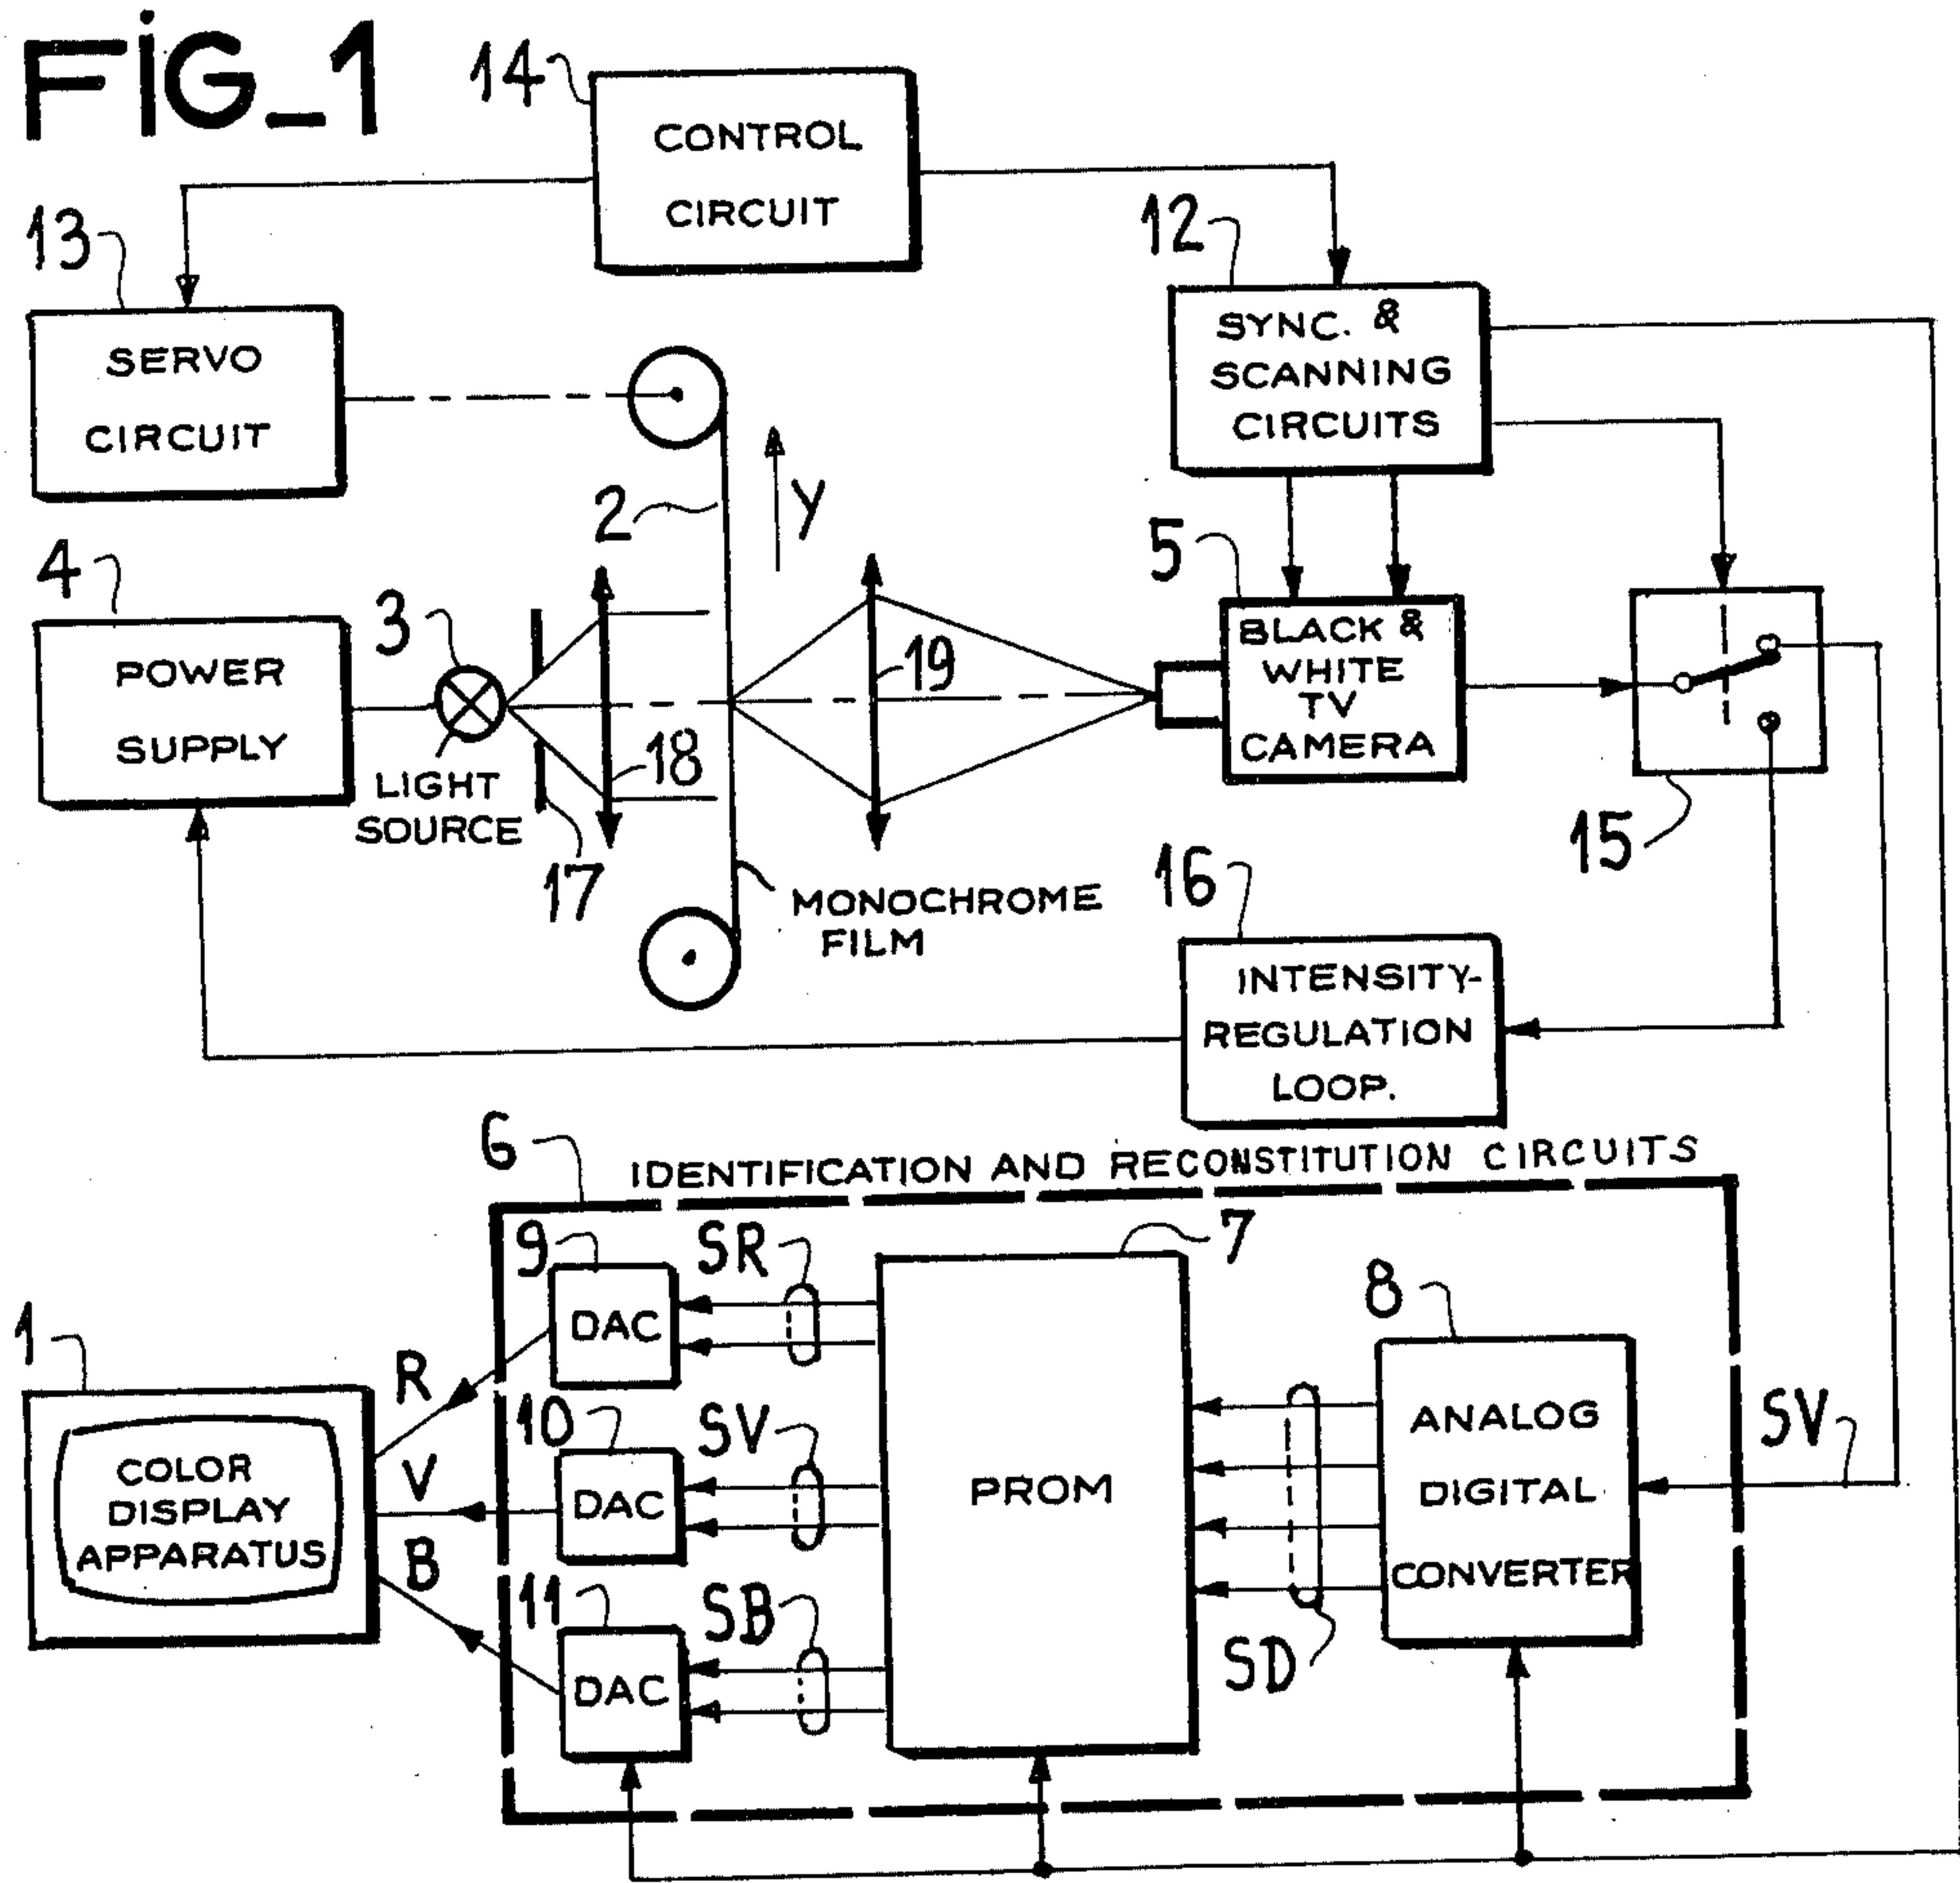 FIG_1
14
CONTROL
CIRCUIT
13
SERVO
CIRCUIT
12
SYNC. &
SCANNING
CIRCUITS
2
Y
4
POWER
SUPPLY
3
LIGHT
SOURCE
17
18
19
MONOCHROME
FILM
5
BLACK &
WHITE
TV
CAMERA
15
16
INTENSITY-
REGULATION
LOOP.
6
IDENTIFICATION AND RECONSTITUTION CIRCUITS
9
DAC
SR
7
PROM
8
ANALOG
DIGITAL
CONVERTER
SV
1
COLOR
DISPLAY
APPARATUS
R
V
B
10
DAC
SV
11
DAC
SB
SD